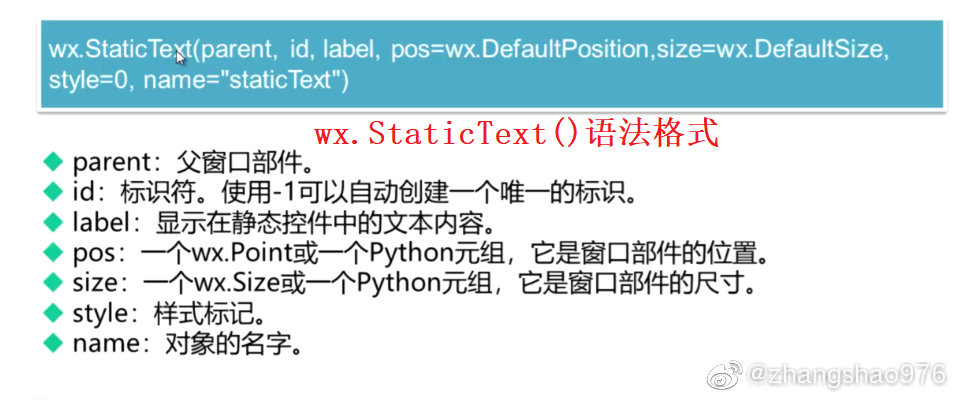 wx.StaticText(parent, id, label, pos=wx.DefaultPosition,size=wx.DefaultSize,
style=0, name="staticText")
wx.StaticText()语法格式
parent：父窗口部件。
id：标识符。使用-1可以自动创建一个唯一的标识。
label：显示在静态控件中的文本内容。
pos：一个wx.Point或一个Python元组，它是窗口部件的位置。
size：一个wx.Size或一个Python元组，它是窗口部件的尺寸。
style：样式标记。
name：对象的名字。
@zhangshao976